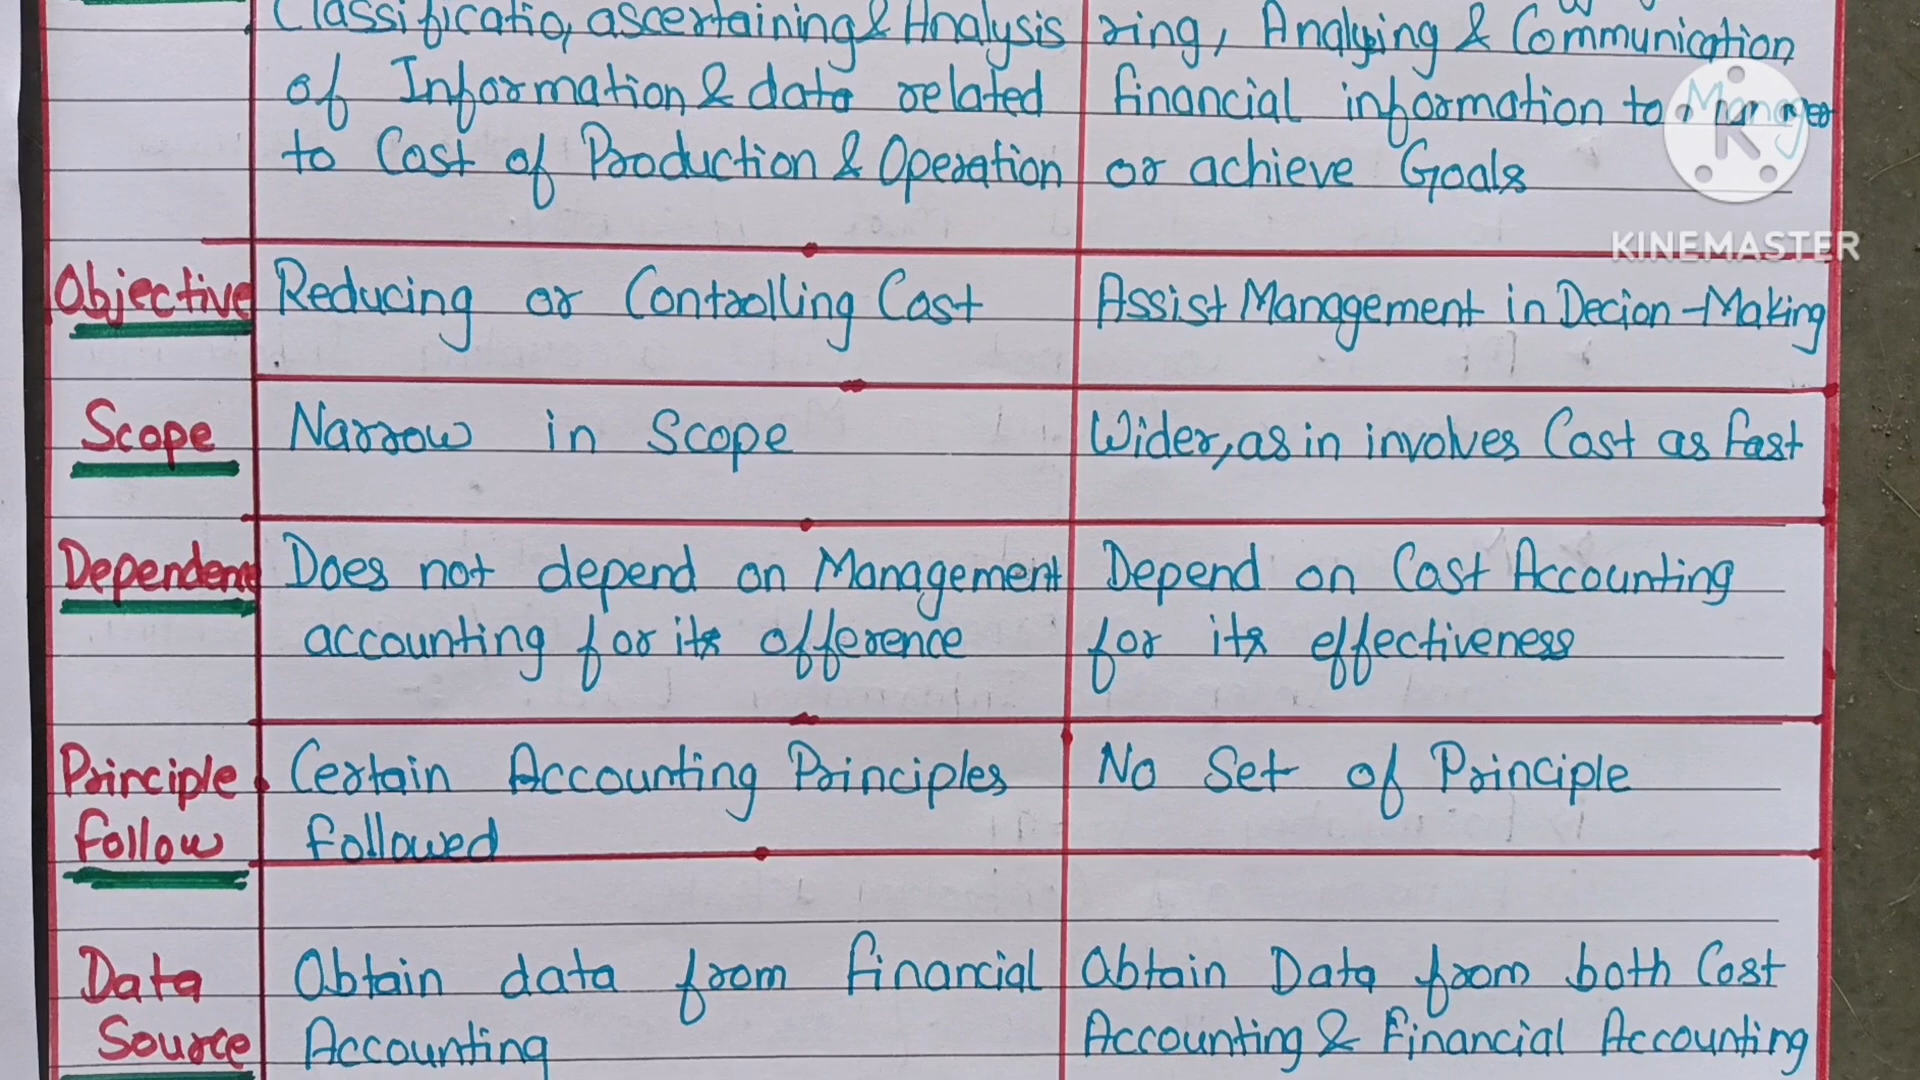 Classificatio, ascertaining & Analysis
of Information & data related
to Cost of Production & Operation
ring, Analying & Communication
financial information to Manager
or achieve Goals
KINEMASTER
Objective
Reducing or Controlling Cost
Assist Management in Decion-Making
Scope
Narrow in Scope
Wider, as in involves Cost as fast
Dependence
Does not depend on Management
accounting for its ofference
Depend on Cost Accounting
for its effectiveness
Principle
follow
Certain Accounting Principles
followed
No Set of Principle
Data
Source
Obtain data from financial
Accounting
Obtain Data from both Cost
Accounting & Financial Accounting